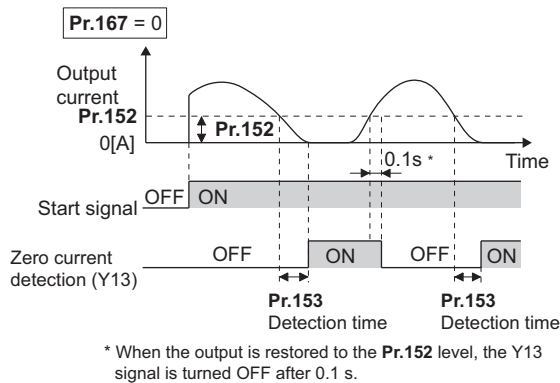 Pr.167 = 0
Output
current
Pr.152
Pr.152
0[A]
Time
0.1s *
OFF ON
Start signal
OFF ON OFF ON
Zero current
detection (Y13)
Pr.153 Pr.153
Detection time Detection time
* When the output is restored to the Pr.152 level, the Y13
signal is turned OFF after 0.1 s.